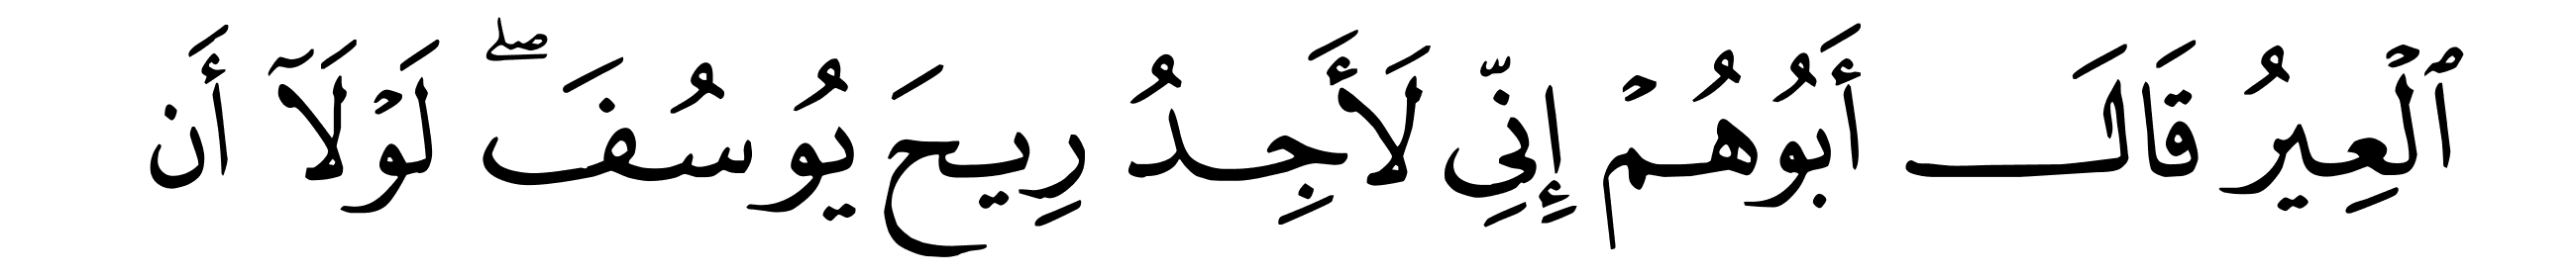 ٱلْعِيرُ قَالَ أَبُوهُمْ إِنِّى لَأَجِدُ رِيحَ يُوسُفَ ۖ لَوْلَآ أَن